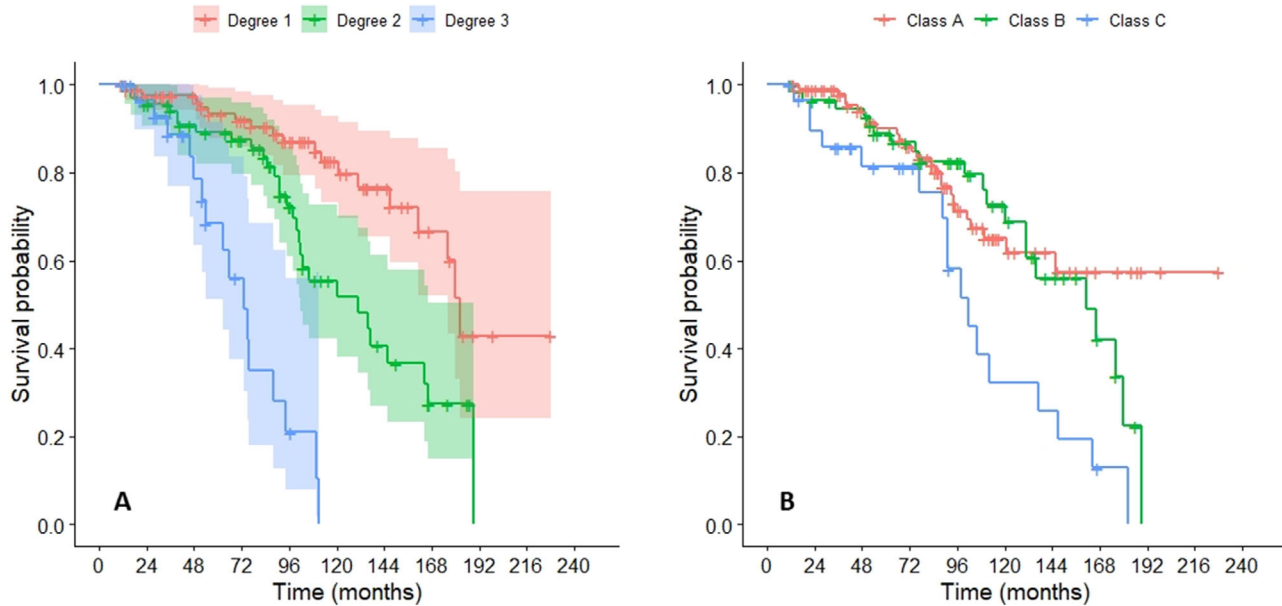 Degree 1 Degree 2 Degree 3
Survival probability
1.0
0.8
0.6
0.4
0.2
0.0
A
0 24 48 72 96 120 144 168 192 216 240
Time (months)
Class A Class B Class C
Survival probability
1.0
0.8
0.6
0.4
0.2
0.0
B
0 24 48 72 96 120 144 168 192 216 240
Time (months)